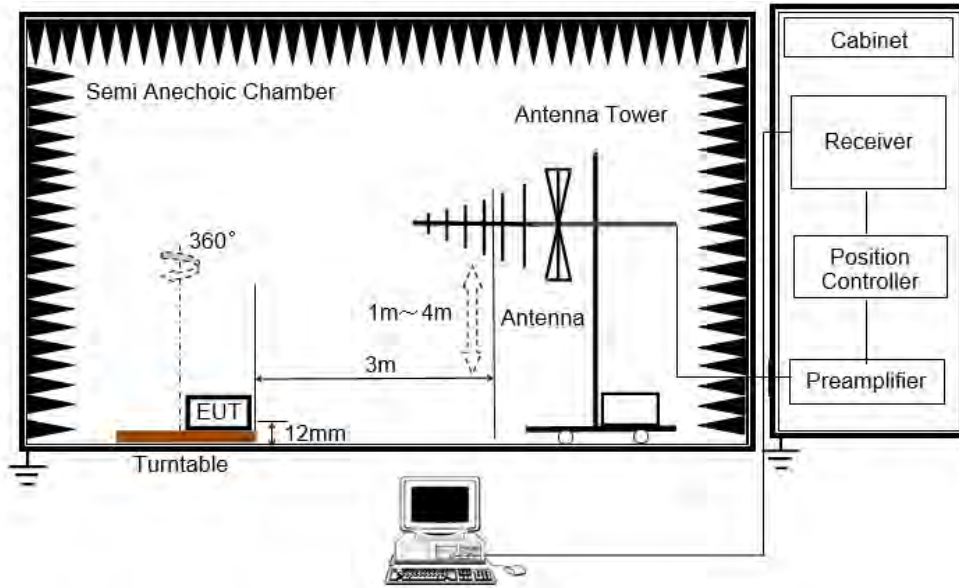 Cabinet
Semi Anechoic Chamber
Antenna Tower
Receiver
360°
Position
Controller
1m～4m
Antenna
3m
Preamplifier
EUT
12mm
Turntable